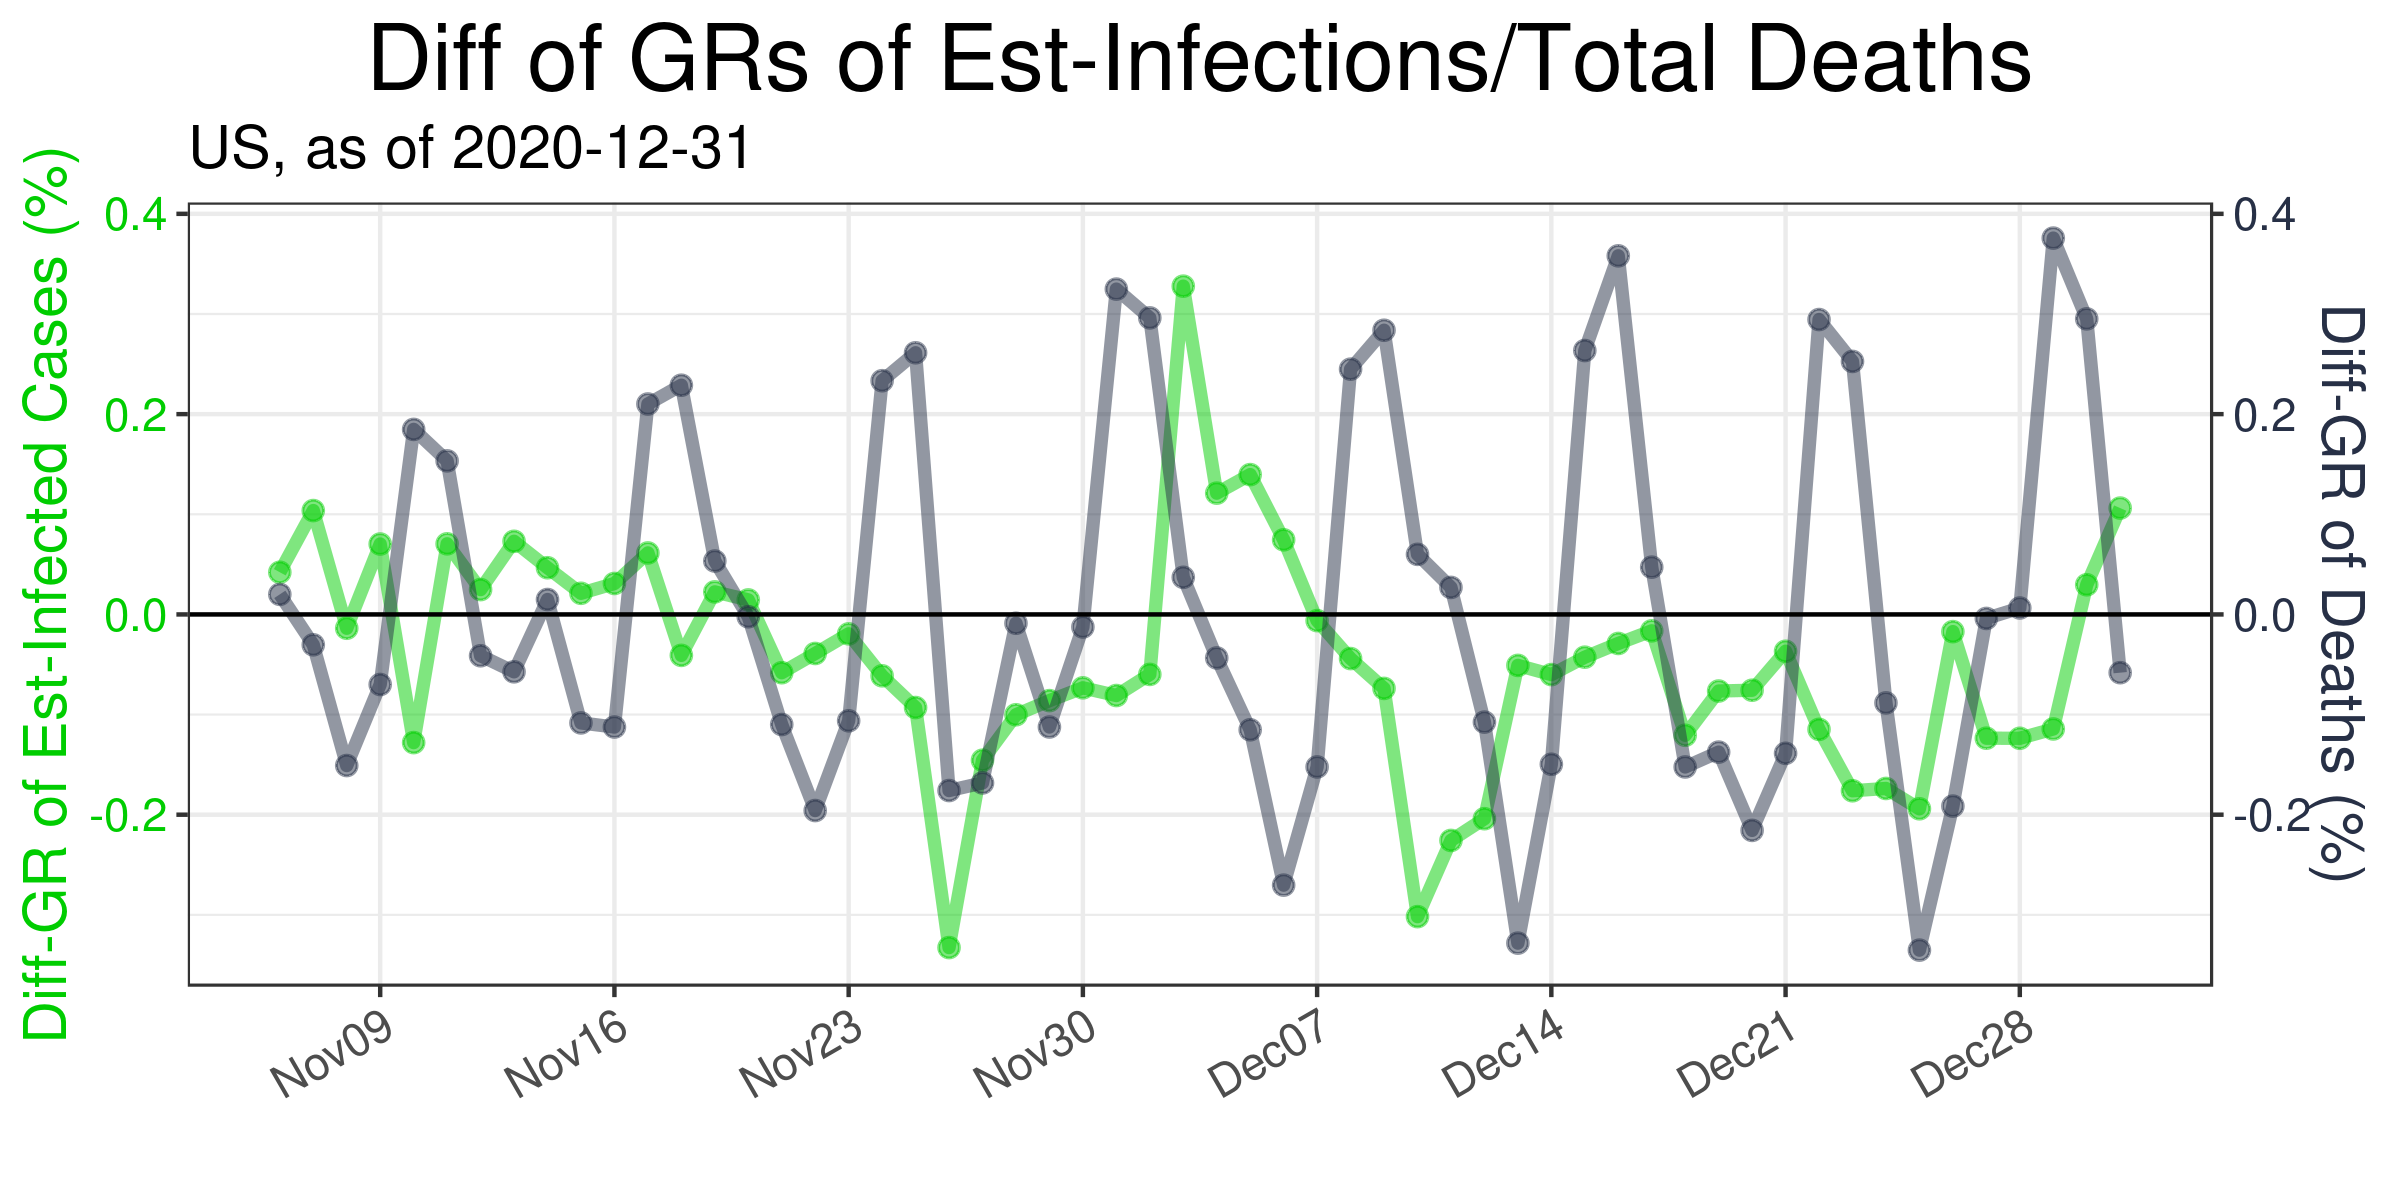 Diff of GRs of Est-Infections/Total Deaths
US, as of 2020-12-31
Diff-GR of Est-Infected Cases (%)
0.4
0.2
0.0
-0.2
0.4
0.2
0.0
-0.2
Diff-GR of Deaths (%)
Nov09
Nov16
Nov23
Nov30
Dec07
Dec14
Dec21
Dec28